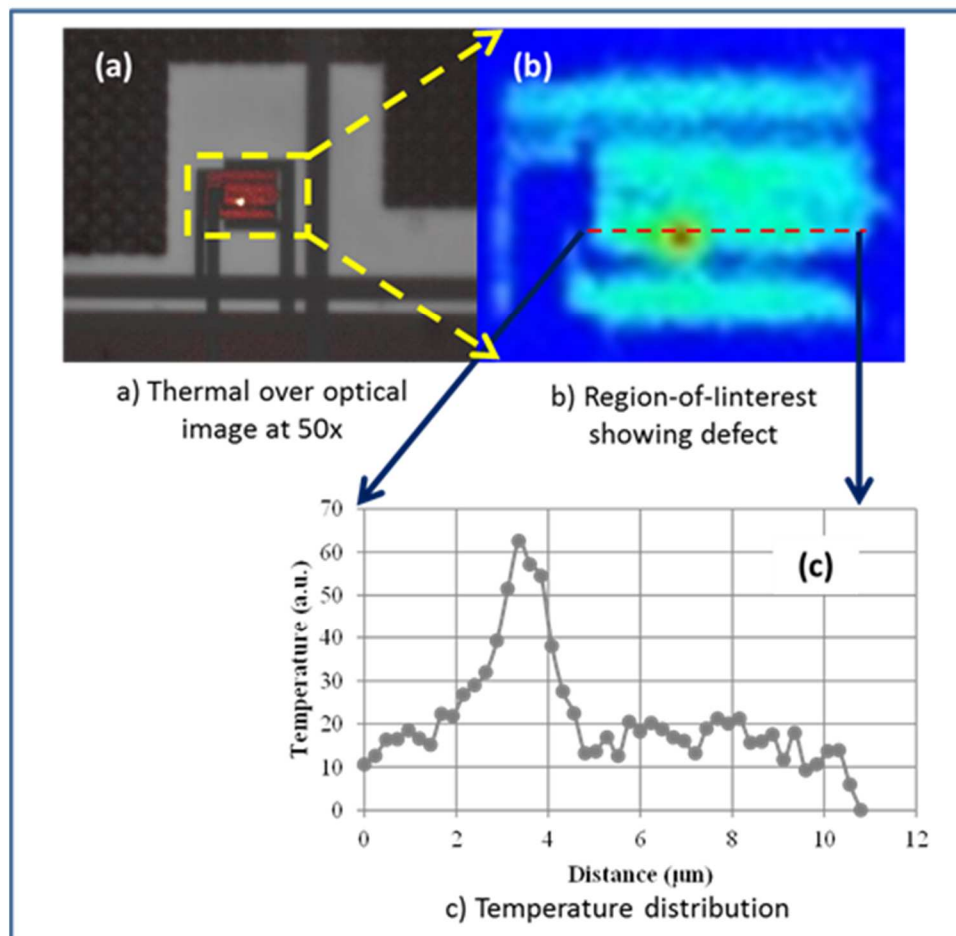 (a)
(b)
a) Thermal over optical
image at 50x
b) Region-of-Iinterest
showing defect
(c)
70
60
50
40
30
20
10
0
Temperature (a.u.)
0 2 4 6 8 10 12
Distance (µm)
c) Temperature distribution